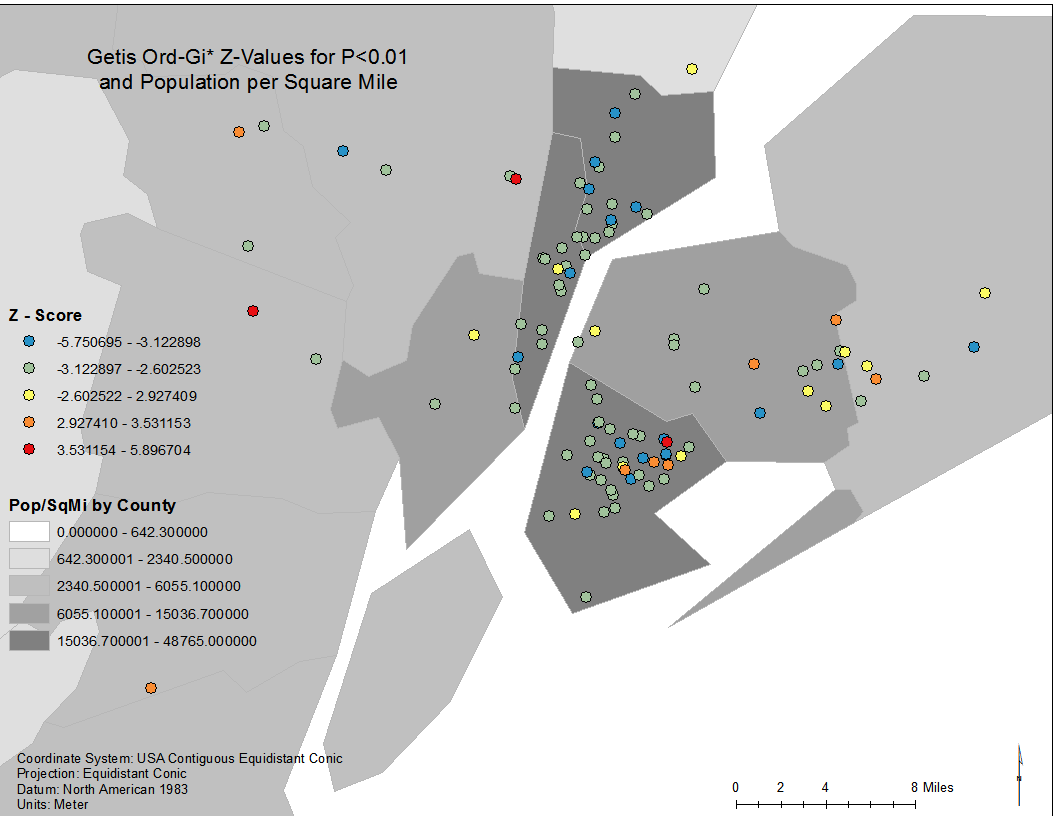 Getis Ord-Gi* Z-Values for P<0.01
and Population per Square Mile
Z - Score
-5.750695 - -3.122898
-3.122897 - -2.602523
-2.602522 - 2.927409
2.927410 - 3.531153
3.531154 - 5.896704
Pop/SqMi by County
0.000000 - 642.300000
642.300001 - 2340.500000
2340.500001 - 6055.100000
6055.100001 - 15036.700000
15036.700001 - 48765.000000
Coordinate System: USA Contiguous Equidistant Conic
Projection: Equidistant Conic
Datum: North American 1983
Units: Meter
0 2 4 8 Miles
N